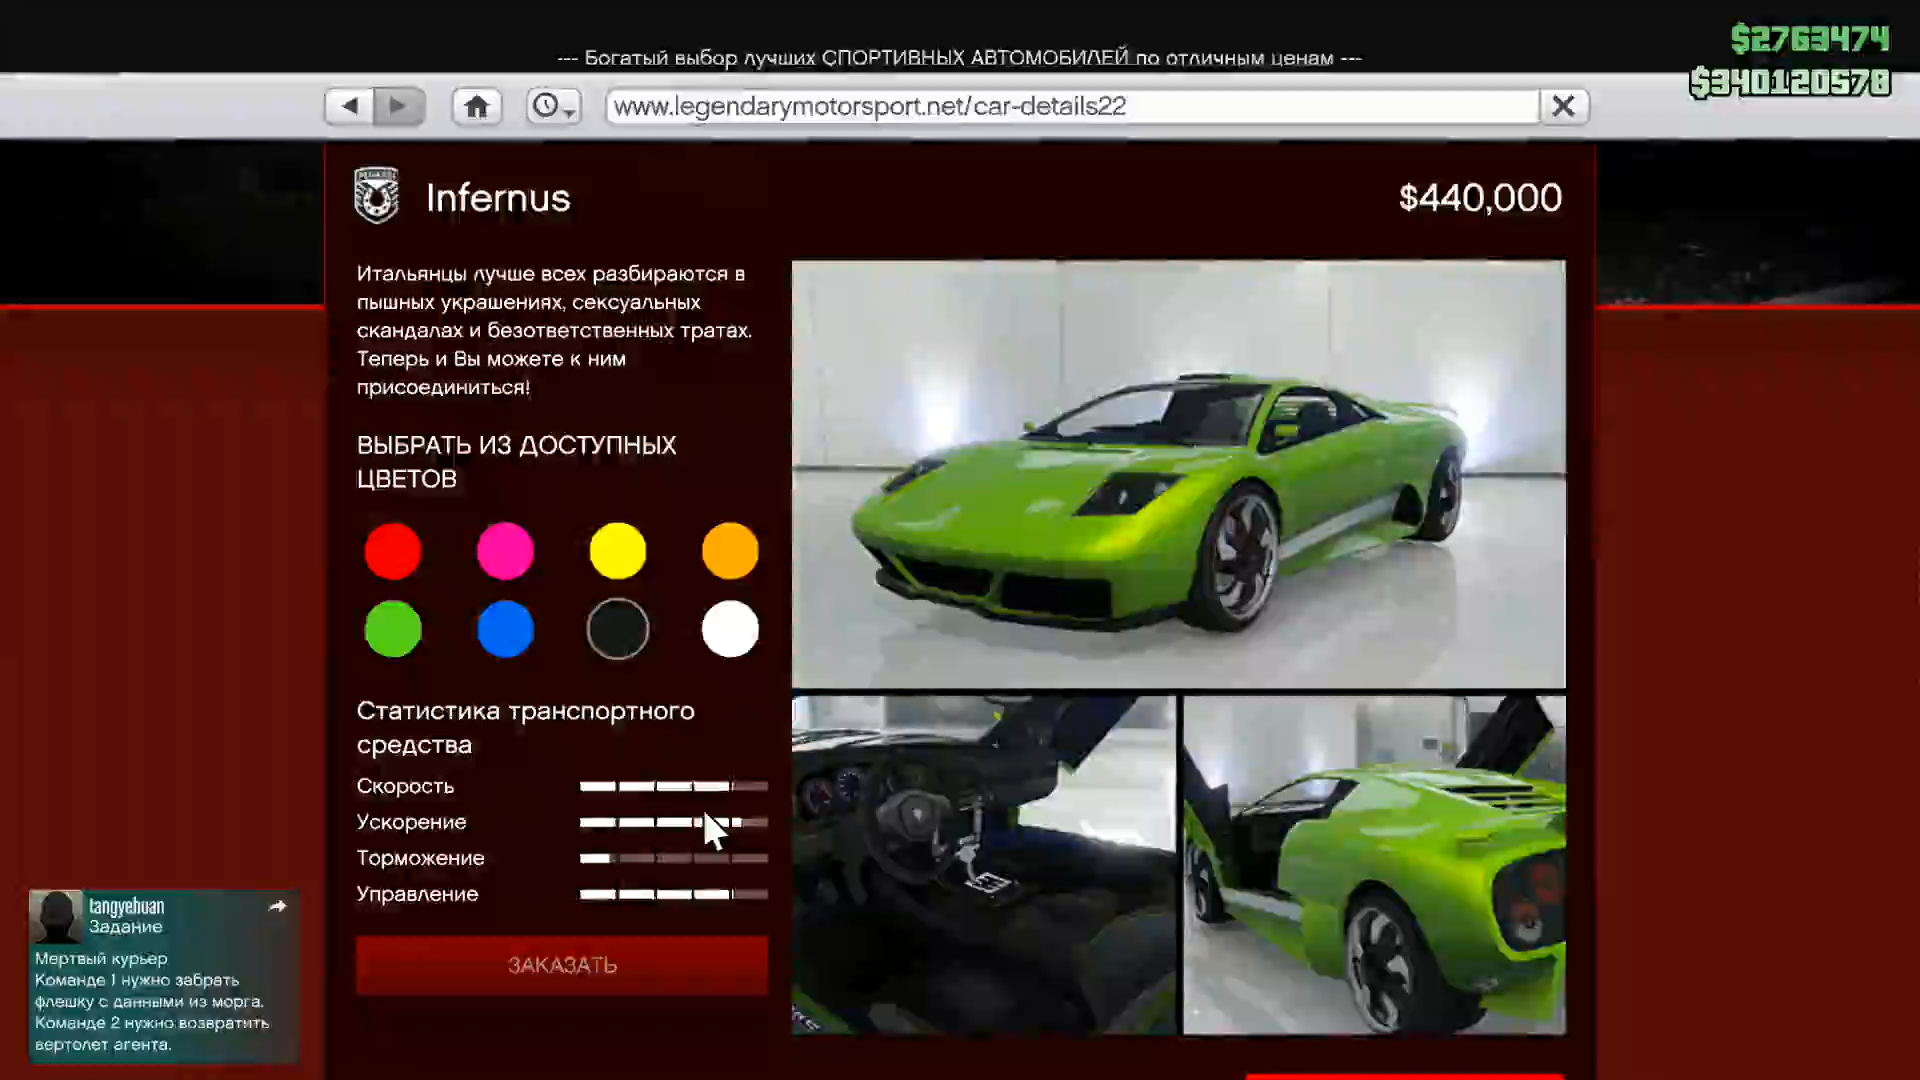 $2763474
$340120578
--- Богатый выбор лучших СПОРТИВНЫХ АВТОМОБИЛЕЙ по отличным ценам ---
www.legendarymotorsport.net/car-details22
Infernus
$440,000
Итальянцы лучше всех разбираются в
пышных украшениях, сексуальных
скандалах и безответственных тратах.
Теперь и Вы можете к ним
присоединиться!
ВЫБРАТЬ ИЗ ДОСТУПНЫХ
ЦВЕТОВ
Статистика транспортного
средства
Скорость
Ускорение
Торможение
Управление
ЗАКАЗАТЬ
tangyehuan
Задание
Мертвый курьер
Команде 1 нужно забрать
флешку с данными из морга.
Команде 2 нужно возвратить
вертолет агента.